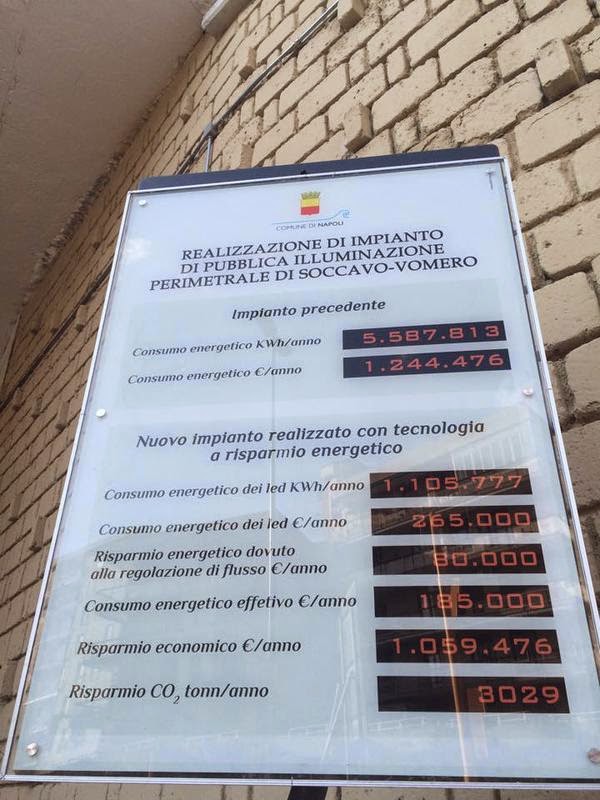 COMUNE DI NAPOLI
REALIZZAZIONE DI IMPIANTO
DI PUBBLICA ILLUMINAZIONE
PERIMETRALE DI SOCCAVO-VOMERO
Impianto precedente
Consumo energetico KWh/anno 5.587.813
Consumo energetico €/anno 1.244.476
Nuovo impianto realizzato con tecnologia
a risparmio energetico
Consumo energetico dei led KWh/anno 1.105.777
Consumo energetico dei led €/anno 265.000
Risparmio energetico dovuto
alla regolazione di flusso €/anno 80.000
Consumo energetico effetivo €/anno 185.000
Risparmio economico €/anno 1.059.476
Risparmio CO2 tonn/anno 3029